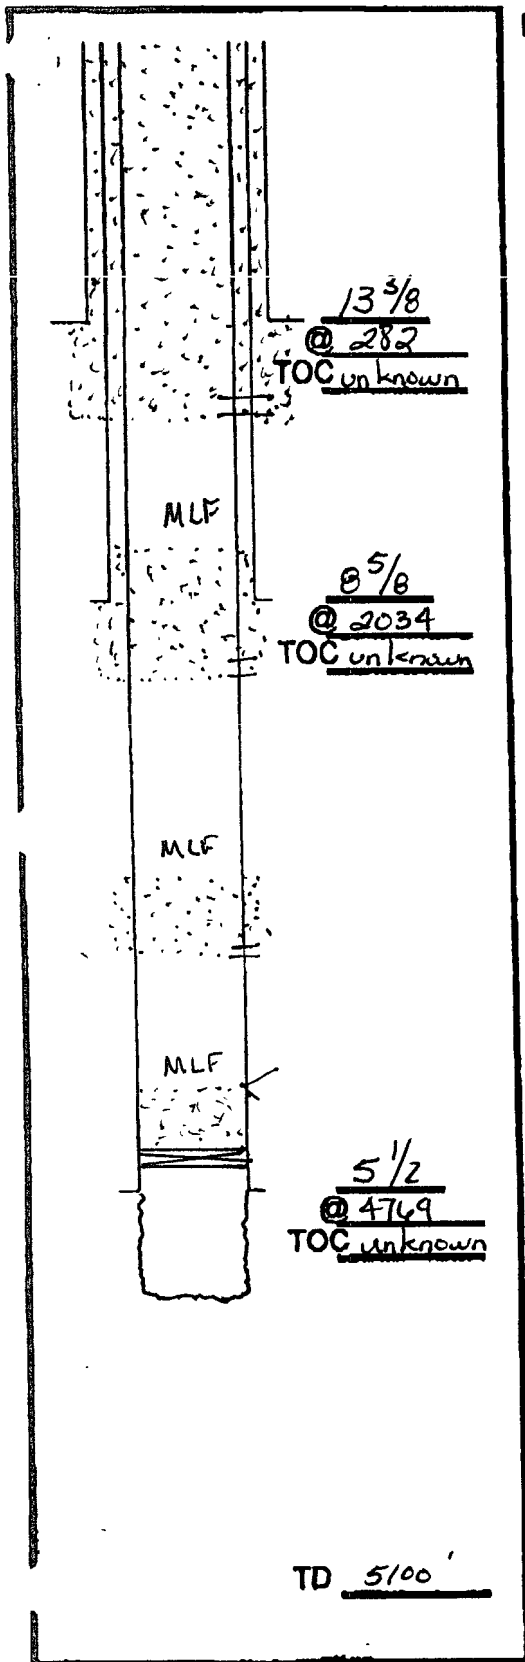 13 3/8
@ 282
TOC unknown
MLF
8 5/8
@ 2034
TOC unknown
MLF
MLF
5 1/2
@ 4769
TOC unknown
TD 5100'